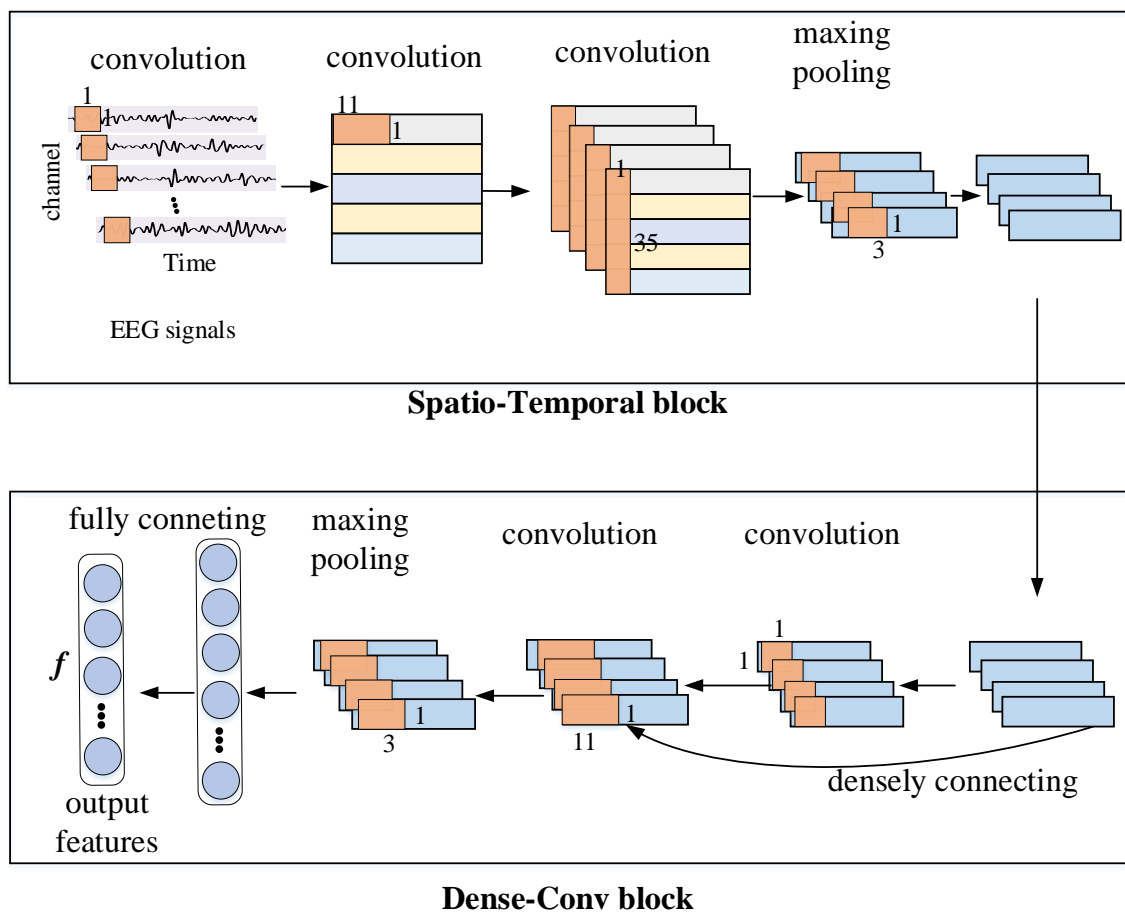 convolution
convolution
convolution
maxing
pooling
1
1
channel
Time
EEG signals
11
1
1
35
1
3
Spatio-Temporal block
fully conneting
maxing
pooling
convolution
convolution
f
output
features
1
3
1
11
1
1
densely connecting
Dense-Conv block